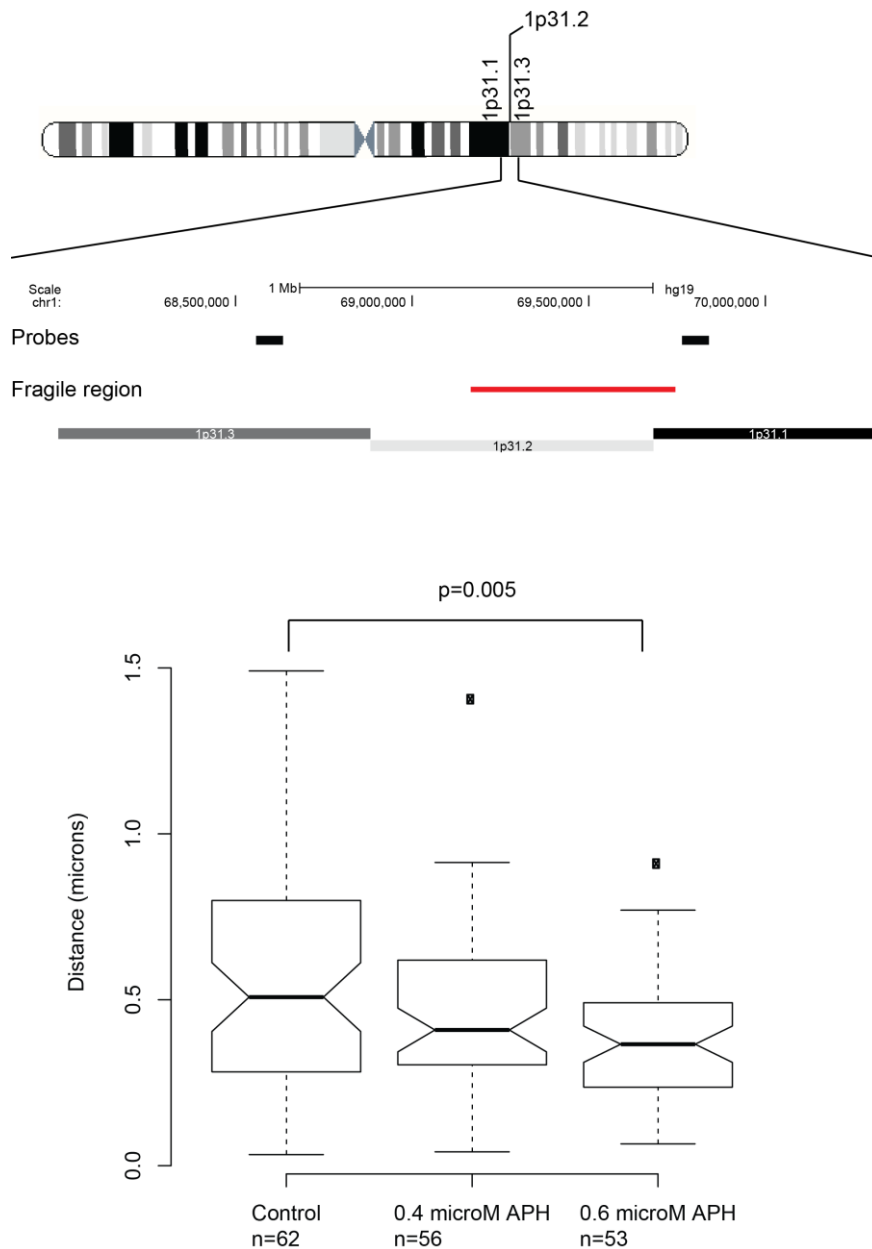 1p31.2
1p31.1
1p31.3
Scale 1 Mb hg19
chr1: 68,500,000 69,000,000 69,500,000 70,000,000
Probes
Fragile region
1p31.3 1p31.1
1p31.2
p=0.005
1.5
1.0
0.5
0.0
Distance (microns)
Control 0.4 microM APH 0.6 microM APH
n=62 n=56 n=53